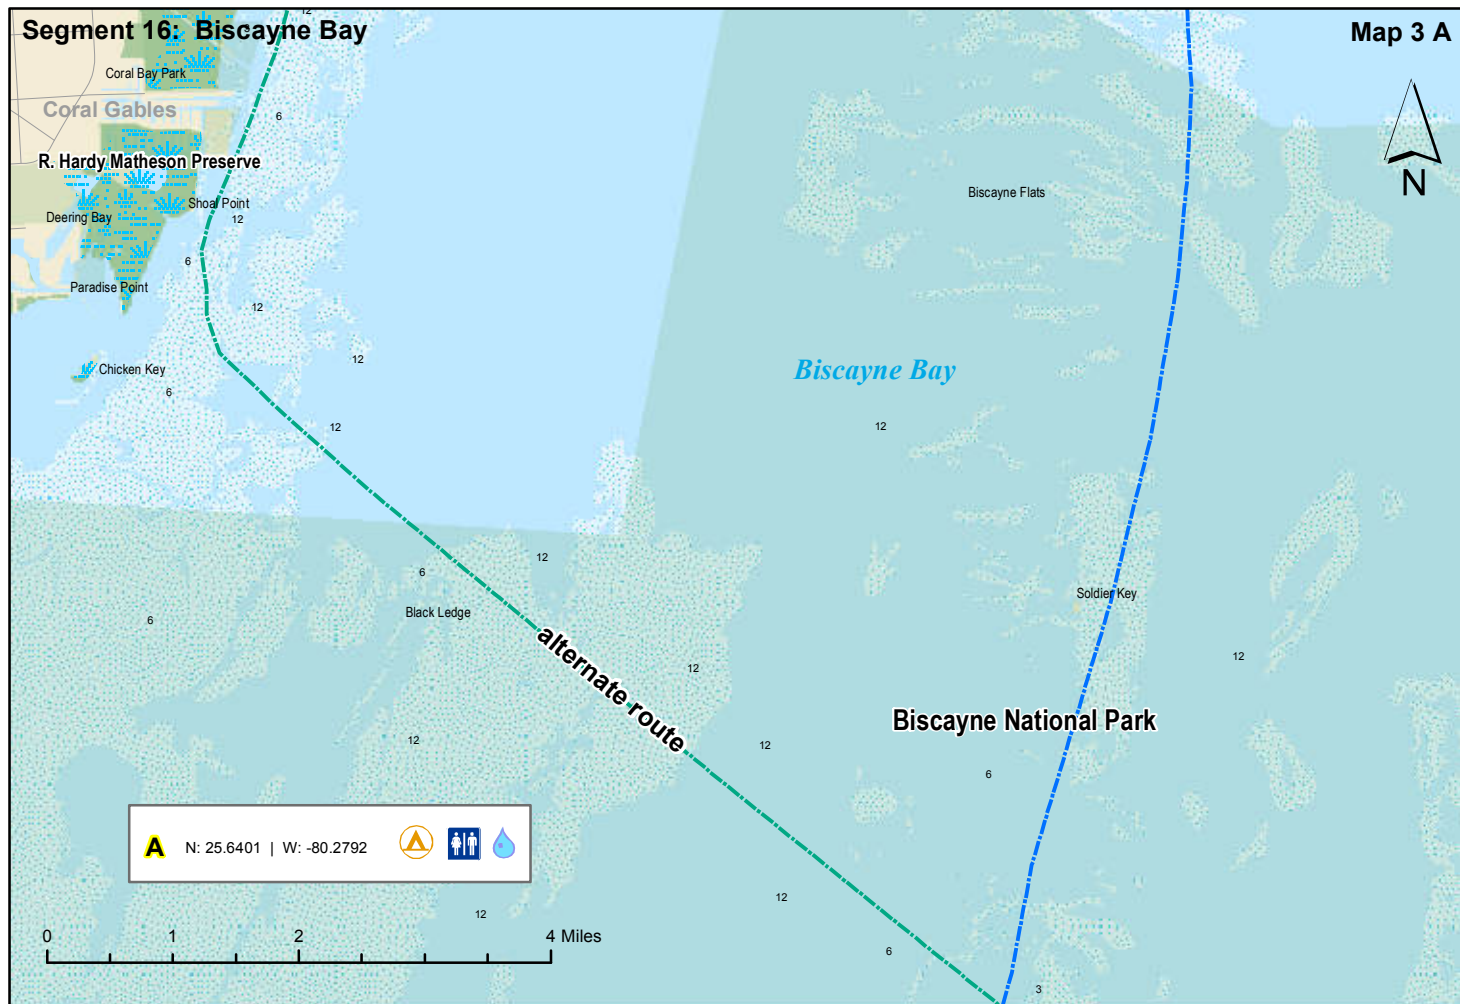 12
Segment 16: Biscayne Bay
Map 3 A
Coral Bay Park
Coral Gables
6
R. Hardy Matheson Preserve
N
Biscayne Flats
Shoal Point
Deering Bay
12
6
Paradise Point
12
12
Chicken Key
Biscayne Bay
6
12
12
12
6
Soldier Key
Black Ledge
6
alternate route
12
12
Biscayne National Park
12
12
6
A N: 25.6401 | W: -80.2792
12
12
0 1 2 4 Miles
6
3